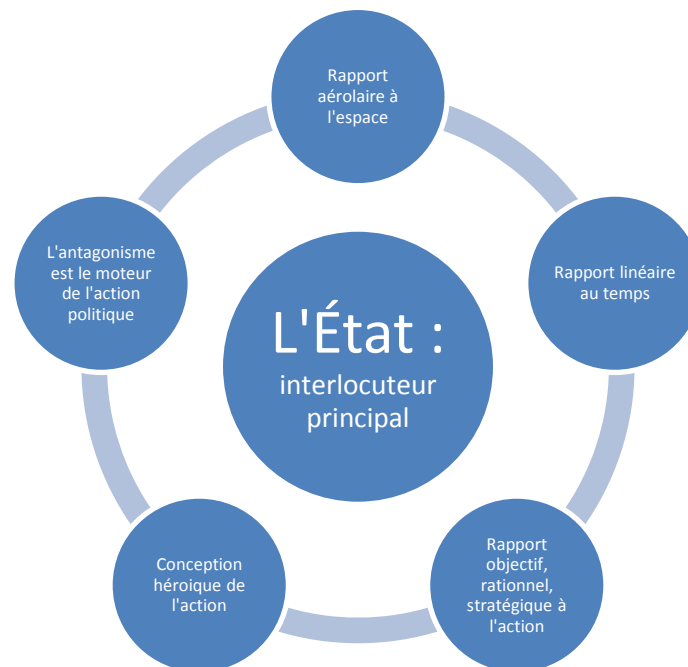 Rapport
aérolaire à
l'espace
Rapport linéaire
au temps
Rapport
objectif,
rationnel,
stratégique à
l'action
Conception
héroique de
l'action
L'antagonisme
est le moteur
de l'action
politique
L'État :
interlocuteur
principal